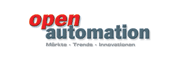 open
automation
Märkte - Trends - Innovationen